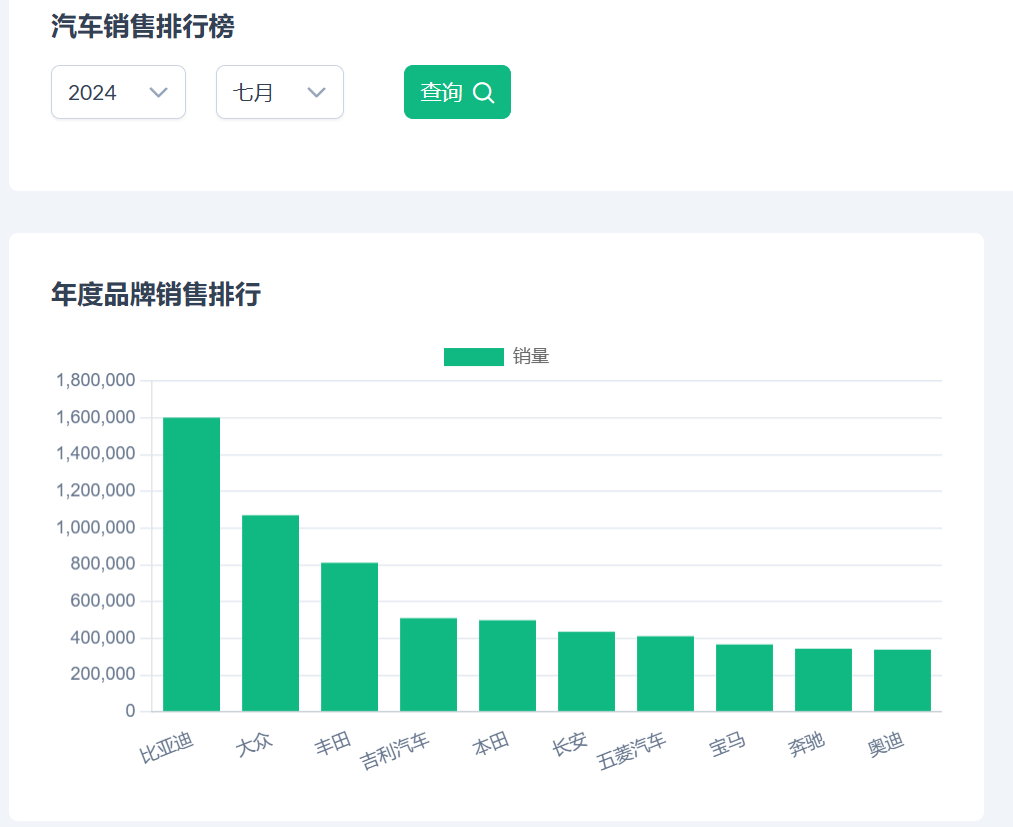 汽车销售排行榜
2024
七月
查询
年度品牌销售排行
销量
1,800,000
1,600,000
1,400,000
1,200,000
1,000,000
800,000
600,000
400,000
200,000
0
比亚迪
大众
丰田
吉利汽车
本田
长安
五菱汽车
宝马
奔驰
奥迪